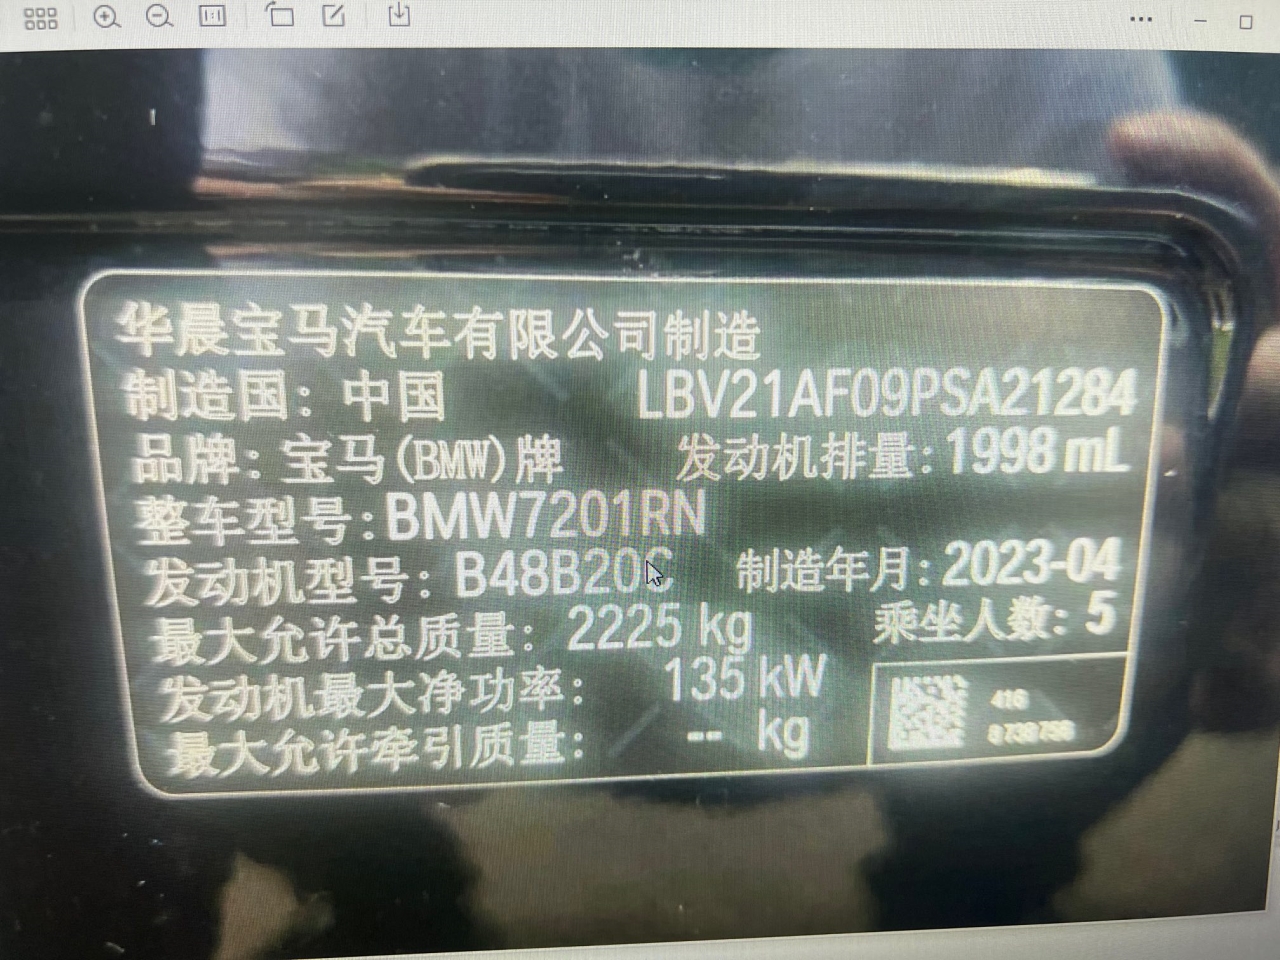 华晨宝马汽车有限公司制造
制造国：中国 LBV21AF09PSA21284
品牌：宝马(BMW)牌 发动机排量：1998 mL
整车型号：BMW7201RN
发动机型号：B48B20C 制造年月：2023-04
最大允许总质量：2225 kg 乘坐人数：5
发动机最大净功率：135 kW
最大允许牵引质量：-- kg
416
8738758